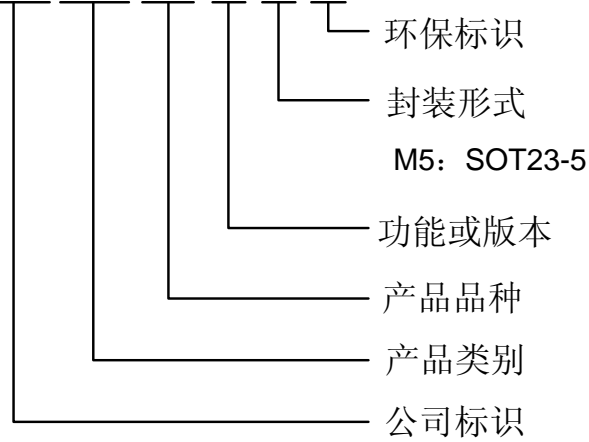 环保标识
封装形式
M5：SOT23-5
功能或版本
产品品种
产品类别
公司标识